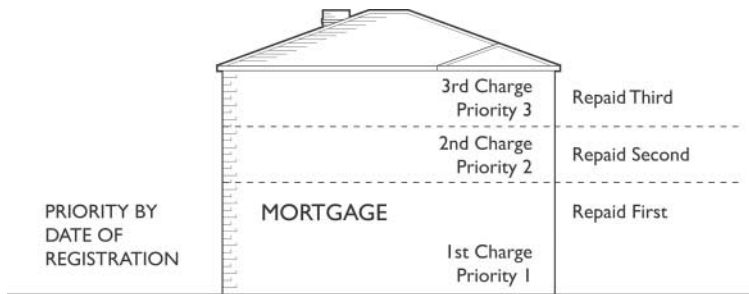 3rd Charge
Priority 3
Repaid Third
2nd Charge
Priority 2
Repaid Second
PRIORITY BY
DATE OF
REGISTRATION
MORTGAGE
Repaid First
1st Charge
Priority 1